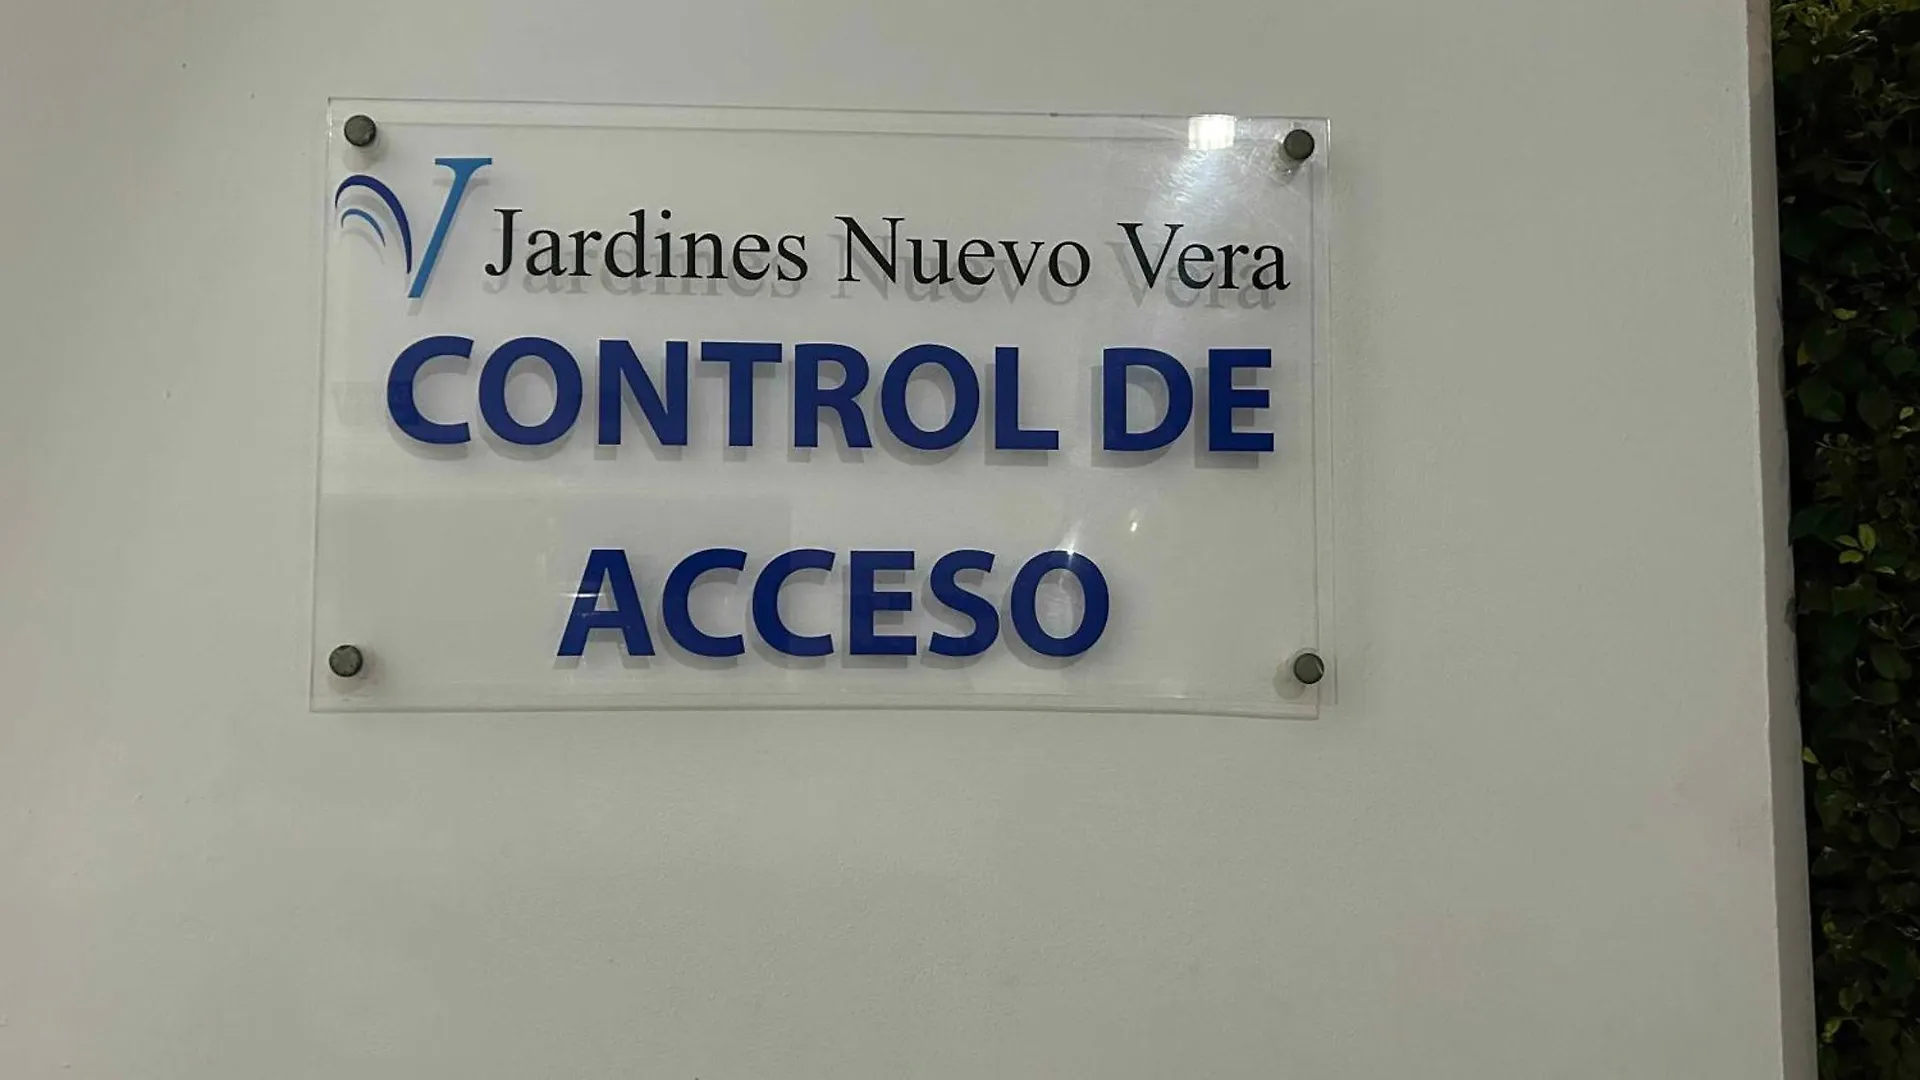 Jardines Nuevo Vera
CONTROL DE
ACCESO